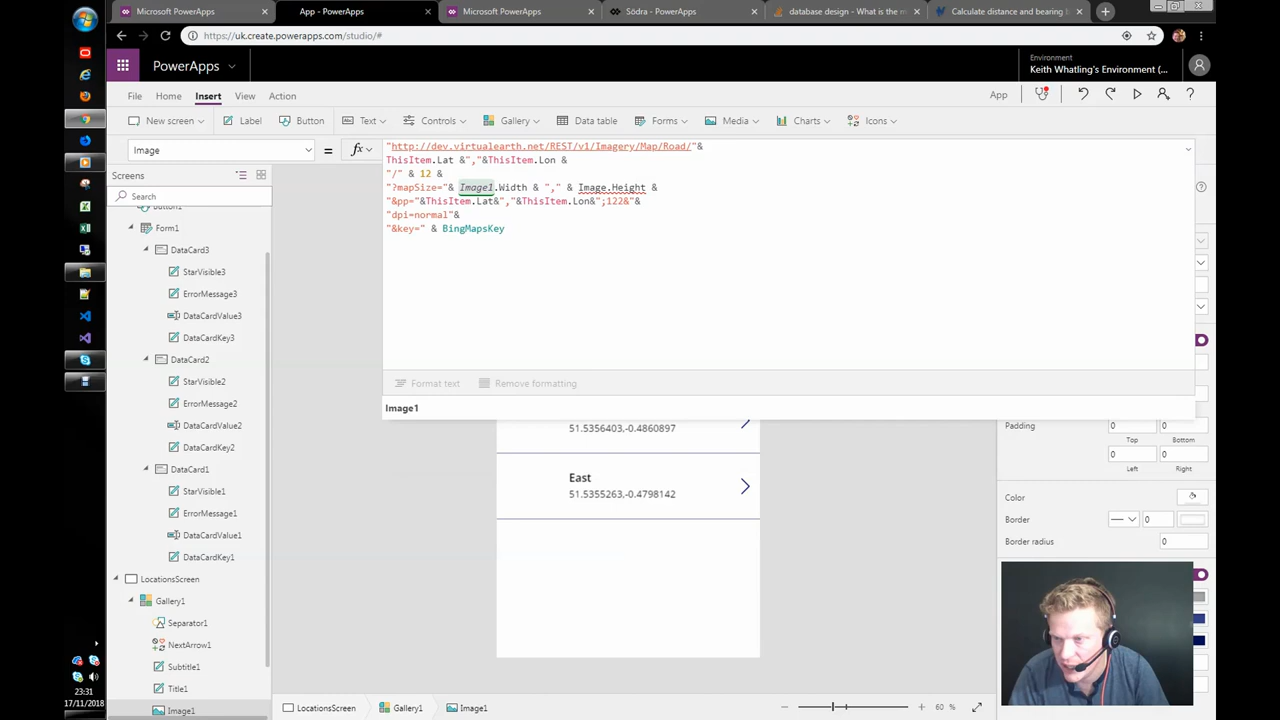 Microsoft PowerApps
App - PowerApps
Microsoft PowerApps
Södra - PowerApps
database design - What is the m
Calculate distance and bearing
https://uk.create.powerapps.com/studio/#
PowerApps
Environment
Keith Whatling's Environment (...
File
Home
Insert
View
Action
App
New screen
Label
Button
Text
Controls
Gallery
Data table
Forms
Media
Charts
Icons
Image
=
fx
"http://dev.virtualearth.net/REST/v1/Imagery/Map/Road/"&
ThisItem.Lat &","&ThisItem.Lon &
"/" & 12 &
"?mapSize="& Image1.Width & "," & Image.Height &
"&pp="&ThisItem.Lat&","&ThisItem.Lon&";122&"&
"dpi=normal"&
"&key=" & BingMapsKey
Format text
Remove formatting
Image1
Screens
Search
Button1
Form1
DataCard3
StarVisible3
ErrorMessage3
DataCardValue3
DataCardKey3
DataCard2
StarVisible2
ErrorMessage2
DataCardValue2
DataCardKey2
DataCard1
StarVisible1
ErrorMessage1
DataCardValue1
DataCardKey1
LocationsScreen
Gallery1
Separator1
NextArrow1
Subtitle1
Title1
Image1
51.5356403,-0.4860897
East
51.5355263,-0.4798142
Padding
0
0
Top
Bottom
0
0
Left
Right
Color
Border
0
Border radius
0
LocationsScreen
Gallery1
Image1
60 %
23:31
17/11/2018